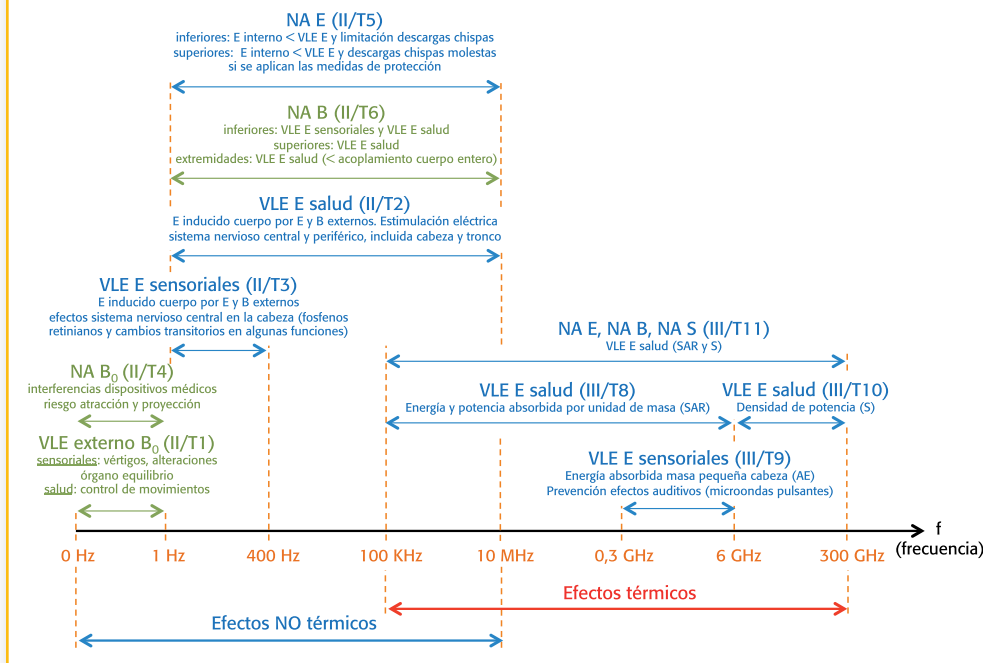 NA E (II/T5)
inferiores: E interno < VLE E y limitación descargas chispas
superiores: E interno < VLE E y descargas chispas molestas
si se aplican las medidas de protección
NA B (II/T6)
inferiores: VLE E sensoriales y VLE E salud
superiores: VLE E salud
extremidades: VLE E salud (< acoplamiento cuerpo entero)
VLE E salud (II/T2)
E inducido cuerpo por E y B externos. Estimulación eléctrica
sistema nervioso central y periférico, incluida cabeza y tronco
VLE E sensoriales (II/T3)
E inducido cuerpo por E y B externos
efectos sistema nervioso central en la cabeza (fosfenos
retinianos y cambios transitorios en algunas funciones)
NA E, NA B, NA S (III/T11)
VLE E salud (SAR y S)
NA B₀ (II/T4)
interferencias dispositivos médicos
riesgo atracción y proyección
VLE E salud (III/T8)
Energía y potencia absorbida por unidad de masa (SAR)
VLE E salud (III/T10)
Densidad de potencia (S)
VLE externo B₀ (II/T1)
sensoriales: vértigos, alteraciones
órgano equilibrio
salud: control de movimientos
VLE E sensoriales (III/T9)
Energía absorbida masa pequeña cabeza (AE)
Prevención efectos auditivos (microondas pulsantes)
f
(frecuencia)
0 Hz
1 Hz
400 Hz
100 KHz
10 MHz
0,3 GHz
6 GHz
300 GHz
Efectos térmicos
Efectos NO térmicos